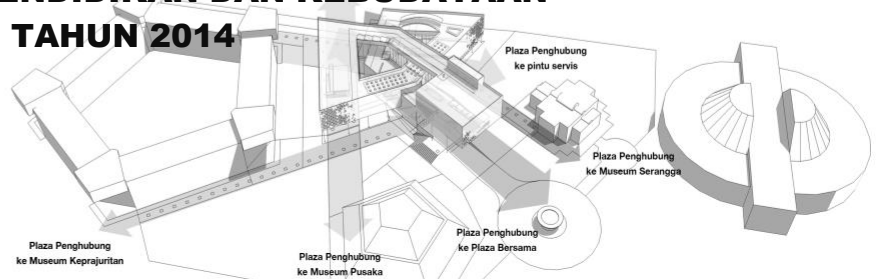 TAHUN 2014
Plaza Penghubung
ke pintu servis
Plaza Penghubung
ke Museum Serangga
Plaza Penghubung
ke Plaza Bersama
Plaza Penghubung
ke Museum Pusaka
Plaza Penghubung
ke Museum Keprajuritan